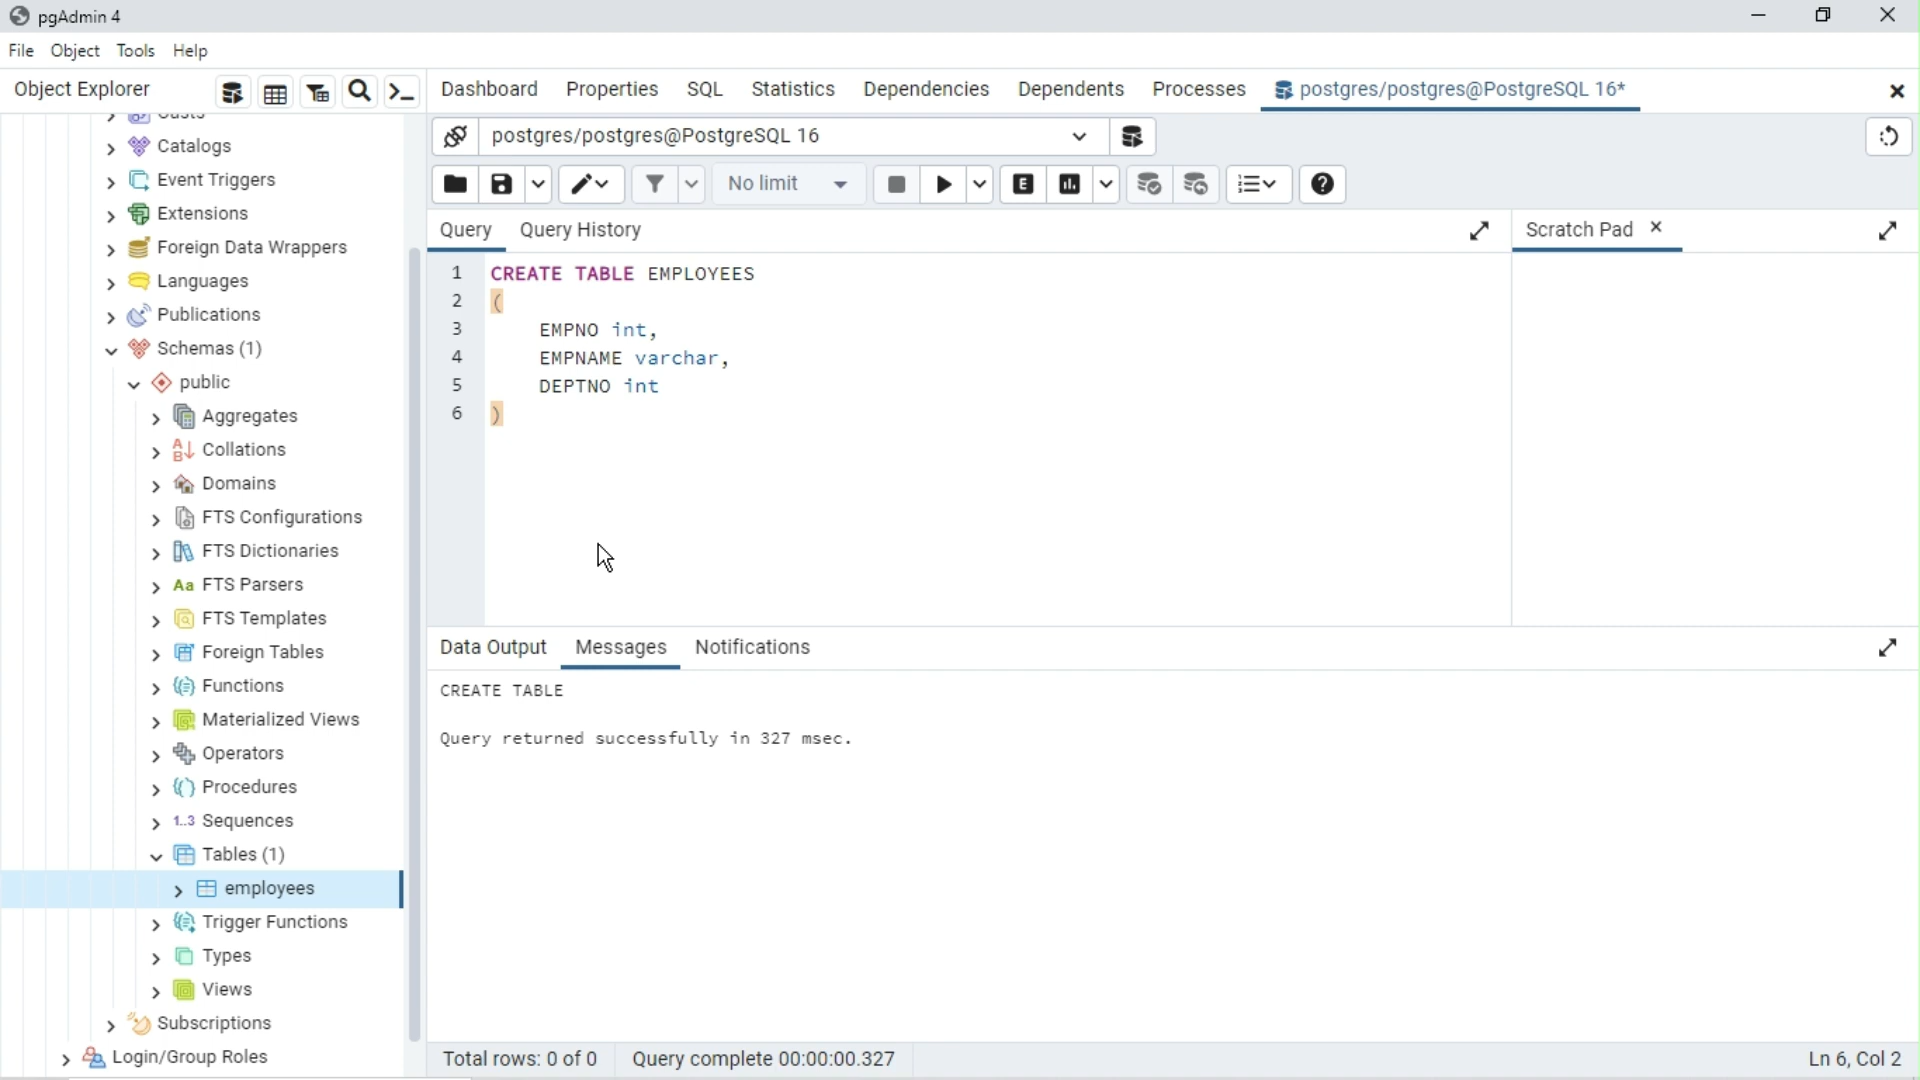 pgAdmin 4
File Object Tools Help
Object Explorer
Dashboard Properties SQL Statistics Dependencies Dependents Processes postgres/postgres@PostgreSQL 16*
postgres/postgres@PostgreSQL 16
No limit
E
Query Query History
Scratch Pad
1 CREATE TABLE EMPLOYEES
2 (
3 EMPNO int,
4 EMPNAME varchar,
5 DEPTNO int
6 )
Catalogs
Event Triggers
Extensions
Foreign Data Wrappers
Languages
Publications
Schemas (1)
public
Aggregates
Collations
Domains
FTS Configurations
FTS Dictionaries
Aa FTS Parsers
FTS Templates
Foreign Tables
Functions
Materialized Views
Operators
Procedures
1..3 Sequences
Tables (1)
employees
Trigger Functions
Types
Views
Subscriptions
Login/Group Roles
Data Output Messages Notifications
CREATE TABLE
Query returned successfully in 327 msec.
Total rows: 0 of 0 Query complete 00:00:00.327
Ln 6, Col 2